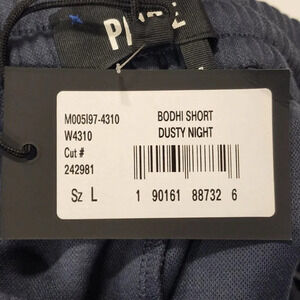 M005I97-4310
W4310
Cut #
242981
Sz L
BODHI SHORT
DUSTY NIGHT
1 90161 88732 6